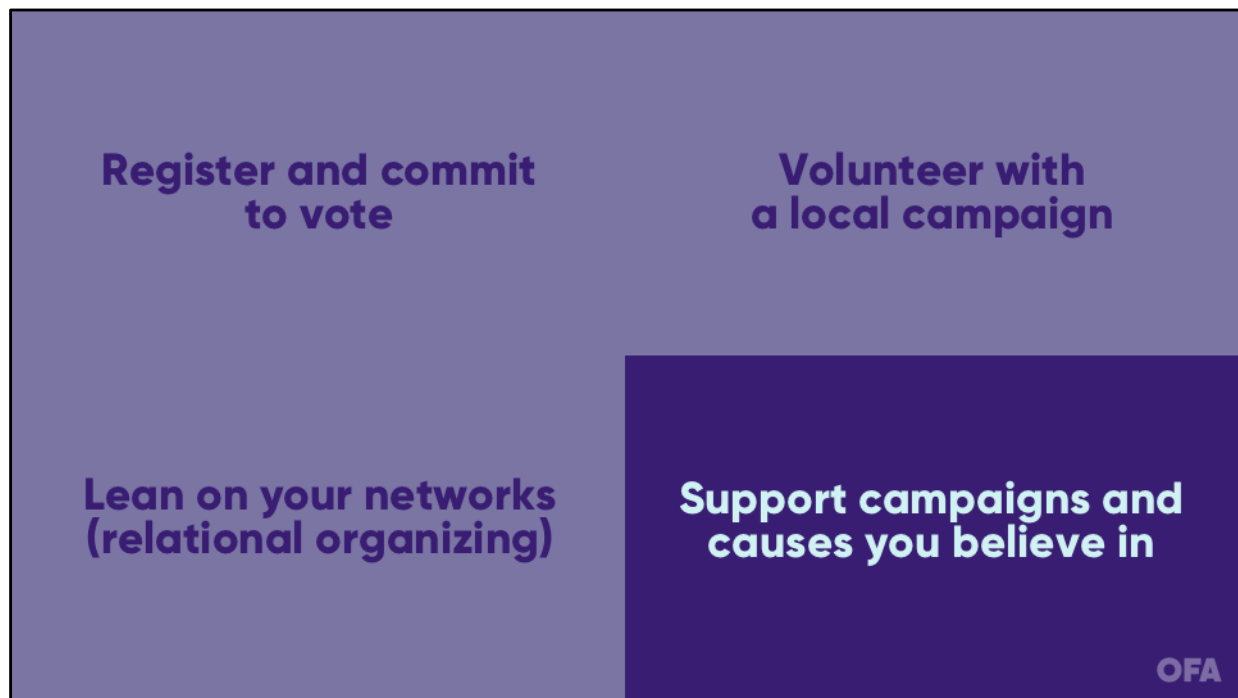 Register and commit
to vote
Volunteer with
a local campaign
Lean on your networks
(relational organizing)
Support campaigns and
causes you believe in
OFA